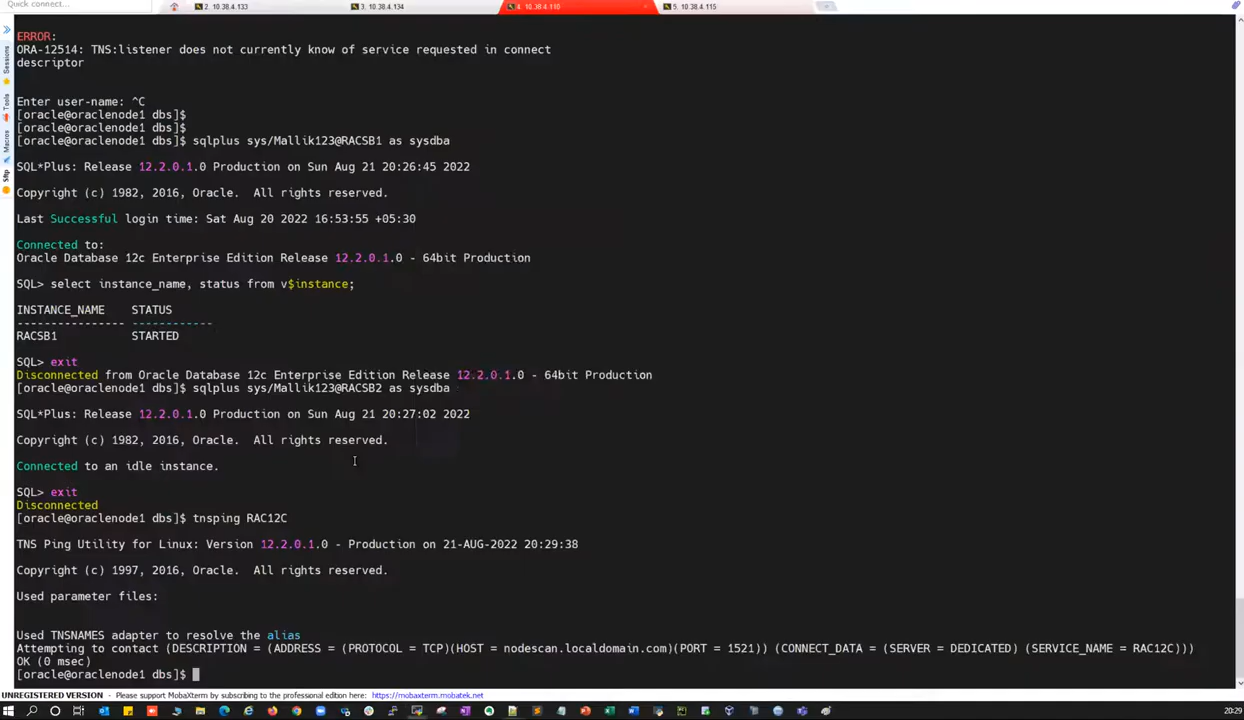 Quick connect...
2. 10.38.4.133
3. 10.38.4.134
5. 10.38.4.115
Sessions
Tools
Macros
Sftp
ERROR:
ORA-12514: TNS:listener does not currently know of service requested in connect
descriptor
Enter user-name: ^C
[oracle@oraclenode1 dbs]$
[oracle@oraclenode1 dbs]$
[oracle@oraclenode1 dbs]$ sqlplus sys/Mallik123@RACSB1 as sysdba
SQL*Plus: Release 12.2.0.1.0 Production on Sun Aug 21 20:26:45 2022
Copyright (c) 1982, 2016, Oracle.  All rights reserved.
Last Successful login time: Sat Aug 20 2022 16:53:55 +05:30
Connected to:
Oracle Database 12c Enterprise Edition Release 12.2.0.1.0 - 64bit Production
SQL> select instance_name, status from v$instance;
INSTANCE_NAME    STATUS
---------------- ------------
RACSB1           STARTED
SQL> exit
Disconnected from Oracle Database 12c Enterprise Edition Release 12.2.0.1.0 - 64bit Production
[oracle@oraclenode1 dbs]$ sqlplus sys/Mallik123@RACSB2 as sysdba
SQL*Plus: Release 12.2.0.1.0 Production on Sun Aug 21 20:27:02 2022
Copyright (c) 1982, 2016, Oracle.  All rights reserved.
Connected to an idle instance.
SQL> exit
Disconnected
[oracle@oraclenode1 dbs]$ tnsping RAC12C
TNS Ping Utility for Linux: Version 12.2.0.1.0 - Production on 21-AUG-2022 20:29:38
Copyright (c) 1997, 2016, Oracle.  All rights reserved.
Used parameter files:
Used TNSNAMES adapter to resolve the alias
Attempting to contact (DESCRIPTION = (ADDRESS = (PROTOCOL = TCP)(HOST = nodescan.localdomain.com)(PORT = 1521)) (CONNECT_DATA = (SERVER = DEDICATED) (SERVICE_NAME = RAC12C)))
OK (0 msec)
[oracle@oraclenode1 dbs]$
UNREGISTERED VERSION - Please support MobaXterm by subscribing to the professional edition here: https://mobaxterm.mobatek.net
20:29